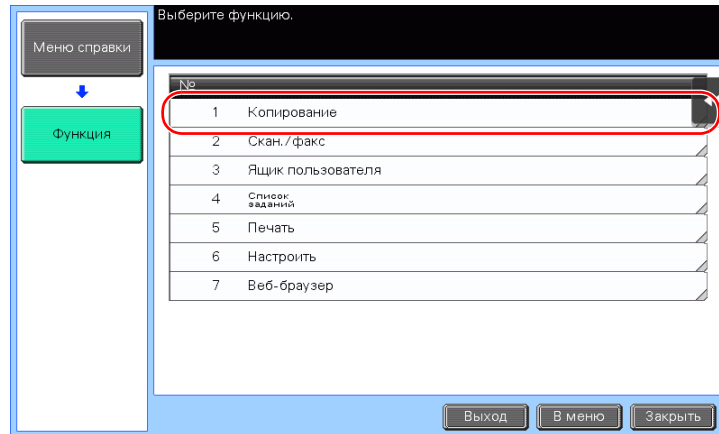 Выберите функцию.
Меню справки
Функция
№
1 Копирование
2 Скан./факс
3 Ящик пользователя
4 Список
заданий
5 Печать
6 Настроить
7 Веб-браузер
Выход В меню Закрыть